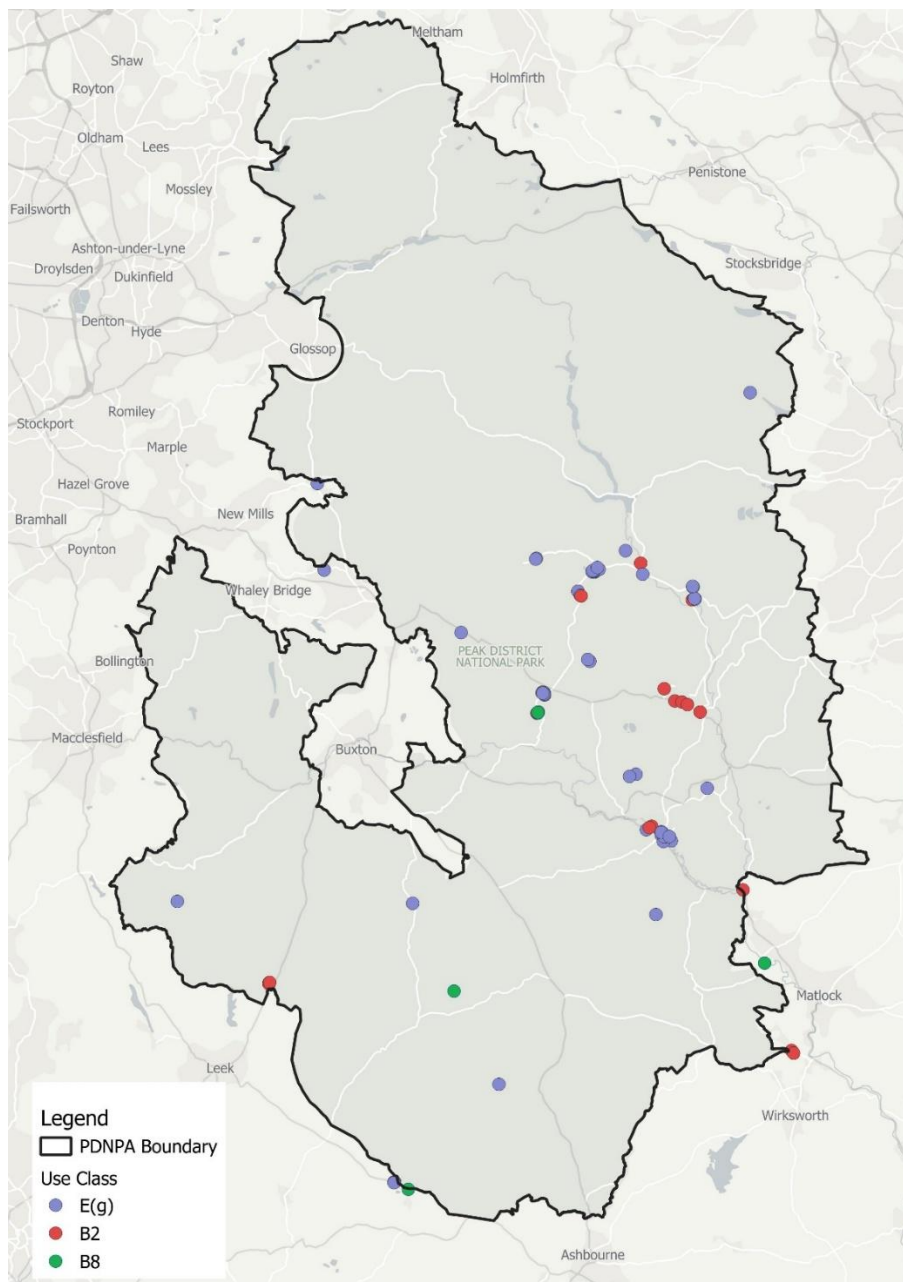 Meltham
Shaw
Holmfirth
Royton
Oldham
Lees
Penistone
Mossley
Failsworth
Ashton-under-Lyne
Stocksbridge
Droylsden
Dukinfield
Denton
Hyde
Glossop
Romiley
Stockport
Marple
Hazel Grove
New Mills
Bramhall
Poynton
Whaley Bridge
PEAK DISTRICT
NATIONAL PARK
Bollington
Macclesfield
Buxton
Matlock
Leek
Wirksworth
Ashbourne
Legend
PDNPA Boundary
Use Class
E(g)
B2
B8